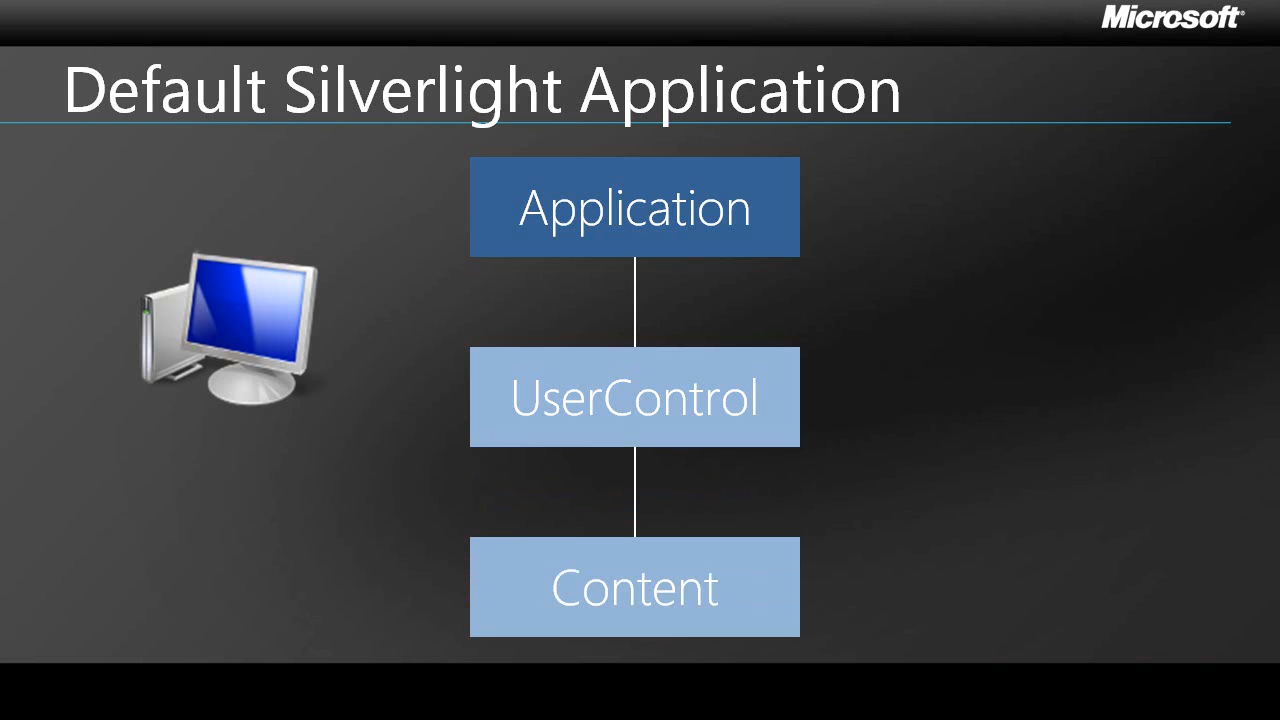 Microsoft®
Default Silverlight Application
Application
UserControl
Content